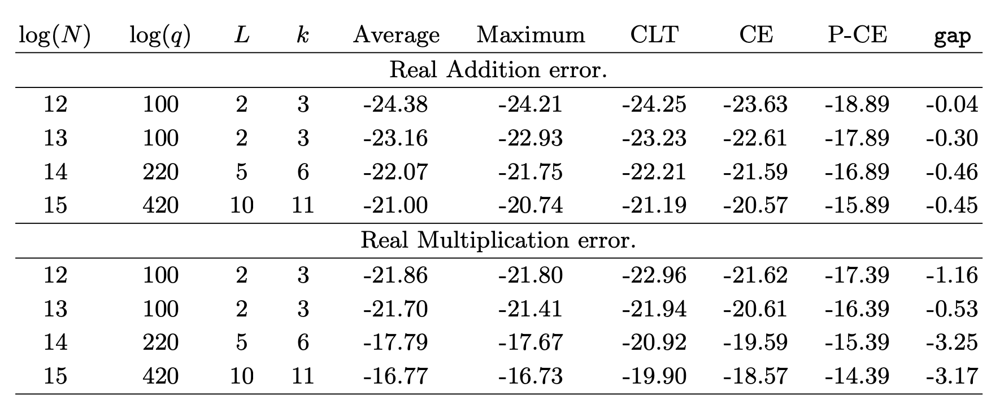 log(N) log(q) L k Average Maximum CLT CE P-CE gap
Real Addition error.
12 100 2 3 -24.38 -24.21 -24.25 -23.63 -18.89 -0.04
13 100 2 3 -23.16 -22.93 -23.23 -22.61 -17.89 -0.30
14 220 5 6 -22.07 -21.75 -22.21 -21.59 -16.89 -0.46
15 420 10 11 -21.00 -20.74 -21.19 -20.57 -15.89 -0.45
Real Multiplication error.
12 100 2 3 -21.86 -21.80 -22.96 -21.62 -17.39 -1.16
13 100 2 3 -21.70 -21.41 -21.94 -20.61 -16.39 -0.53
14 220 5 6 -17.79 -17.67 -20.92 -19.59 -15.39 -3.25
15 420 10 11 -16.77 -16.73 -19.90 -18.57 -14.39 -3.17